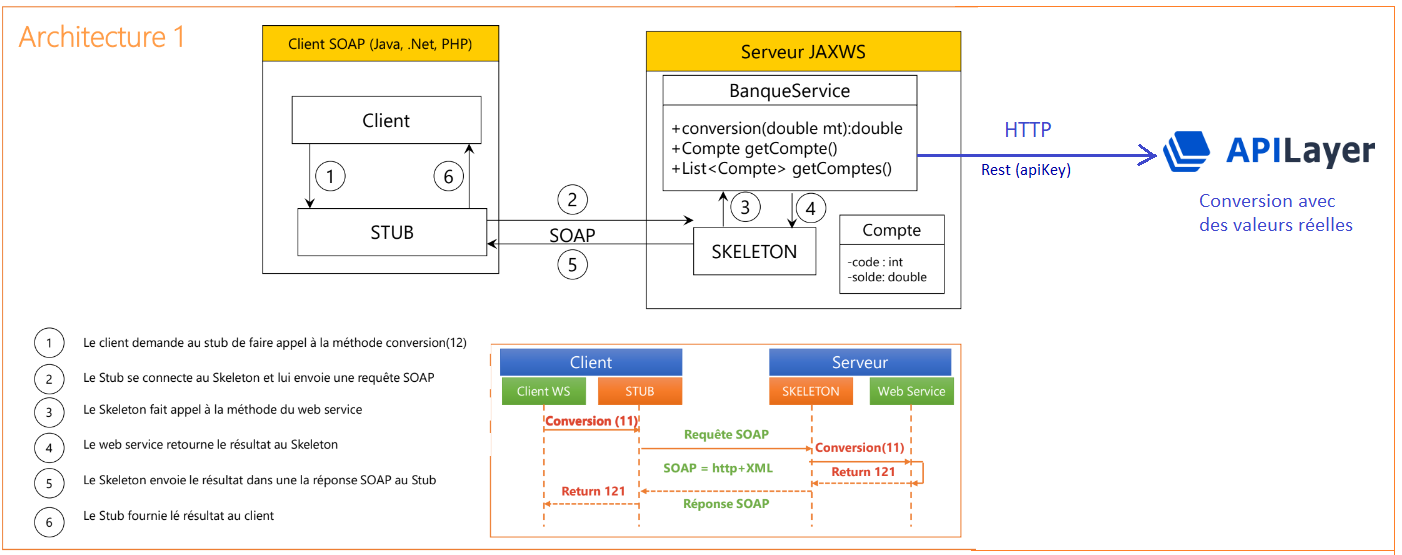 Architecture 1
Client SOAP (Java, .Net, PHP)
Client
1
6
STUB
2
SOAP
5
Serveur JAXWS
BanqueService
+conversion(double mt):double
+Compte getCompte()
+List<Compte> getComptes()
3
4
SKELETON
Compte
-code : int
-solde: double
HTTP
Rest (apiKey)
APILayer
Conversion avec
des valeurs réelles
1 Le client demande au stub de faire appel à la méthode conversion(12)
2 Le Stub se connecte au Skeleton et lui envoie une requête SOAP
3 Le Skeleton fait appel à la méthode du web service
4 Le web service retourne le résultat au Skeleton
5 Le Skeleton envoie le résultat dans une la réponse SOAP au Stub
6 Le Stub fournie lé résultat au client
Client
Serveur
Client WS
STUB
SKELETON
Web Service
Conversion (11)
Requête SOAP
Conversion(11)
SOAP = http+XML
Return 121
Return 121
Réponse SOAP